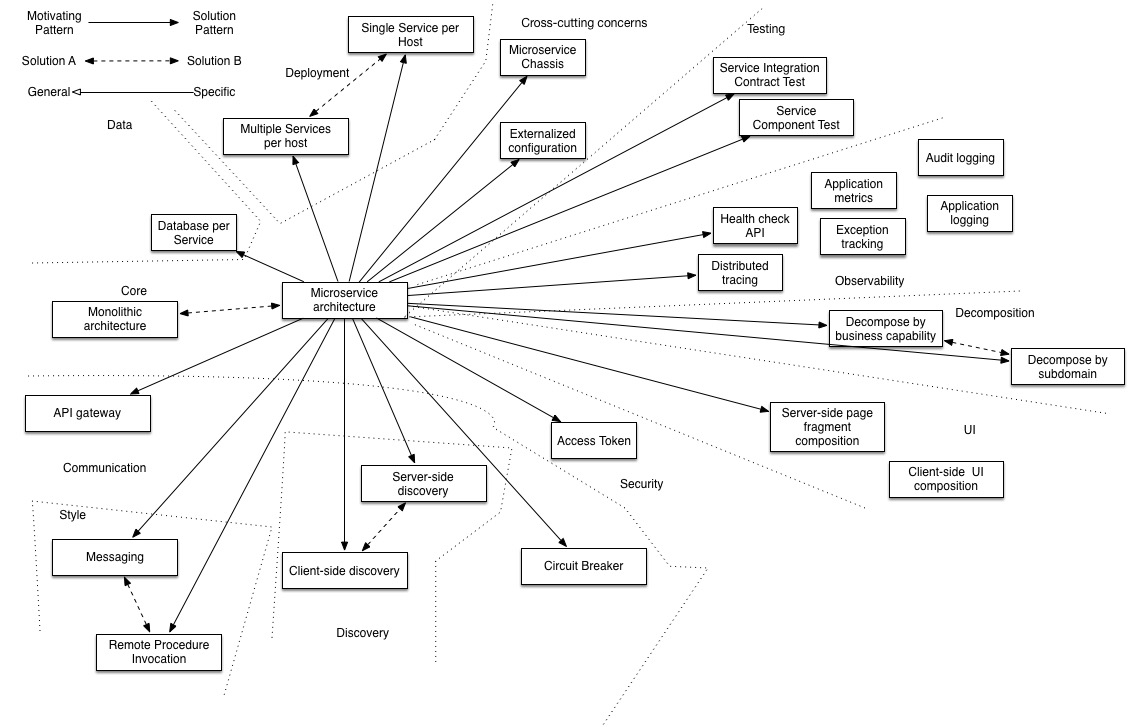 Motivating
Pattern
Solution
Pattern
Solution A
Solution B
General
Specific
Data
Deployment
Single Service per
Host
Multiple Services
per host
Cross-cutting concerns
Microservice
Chassis
Externalized
configuration
Testing
Service Integration
Contract Test
Service
Component Test
Audit logging
Application
metrics
Application
logging
Health check
API
Exception
tracking
Distributed
tracing
Observability
Database per
Service
Core
Monolithic
architecture
Microservice
architecture
Decomposition
Decompose by
business capability
Decompose by
subdomain
API gateway
Access Token
Server-side page
fragment
composition
UI
Client-side  UI
composition
Communication
Server-side
discovery
Security
Style
Messaging
Client-side discovery
Circuit Breaker
Discovery
Remote Procedure
Invocation